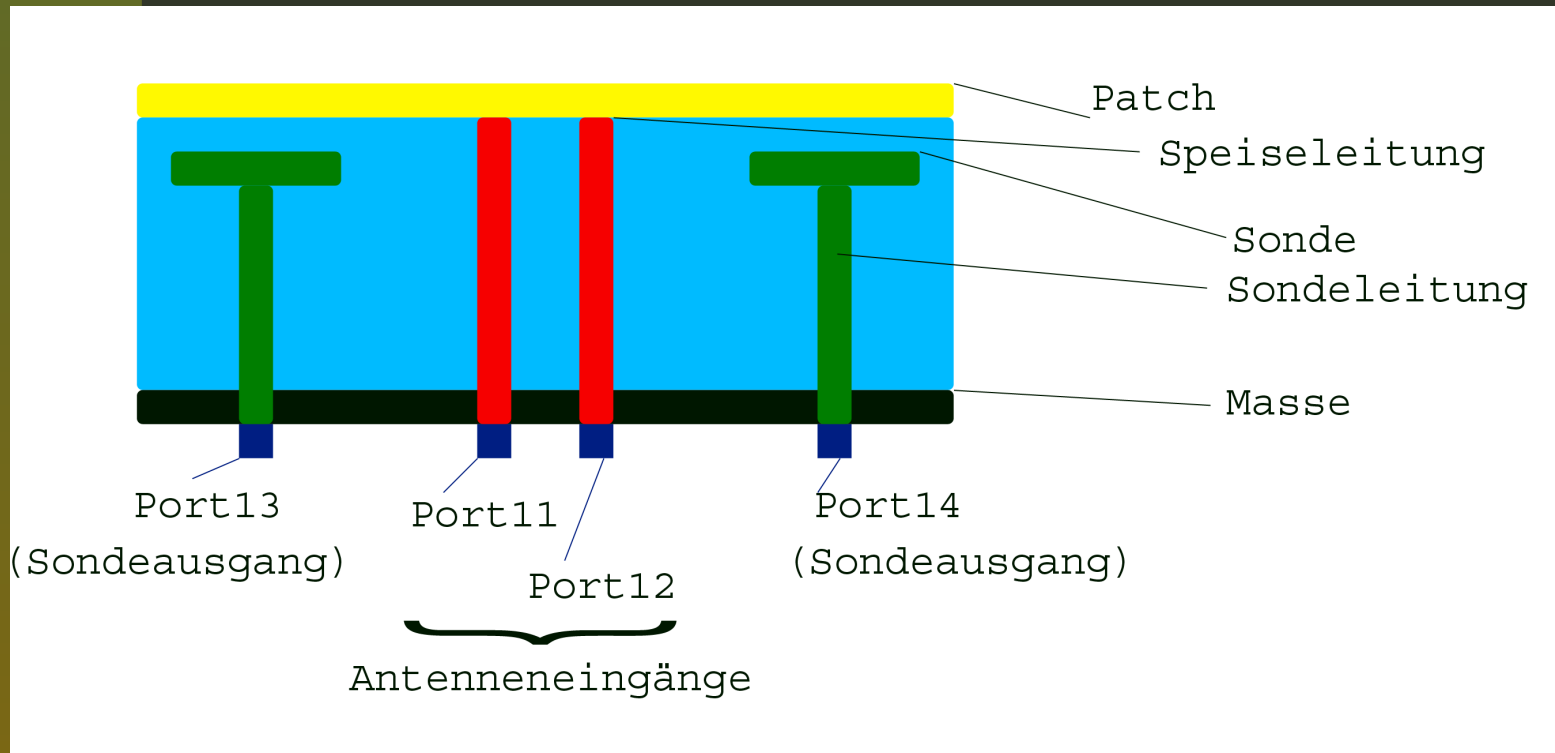 Patch
Speiseleitung
Sonde
Sondeleitung
Masse
Port13
(Sondeausgang)
Port11
Port12
Antenneneingänge
Port14
(Sondeausgang)